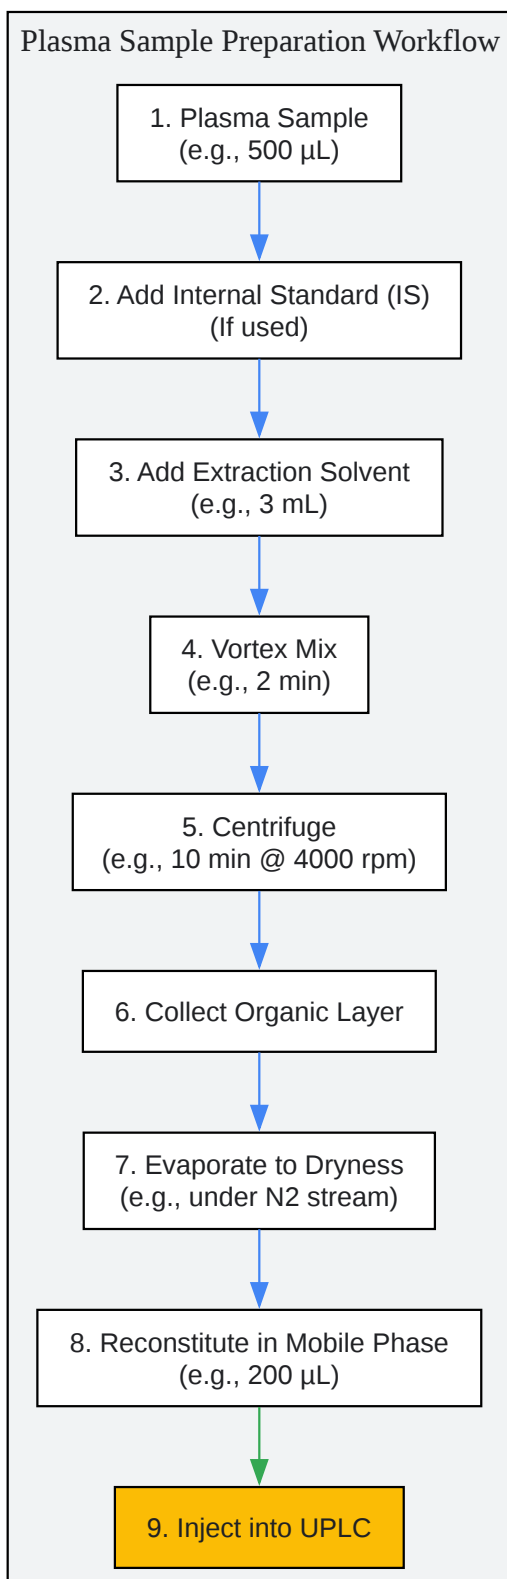 Plasma Sample Preparation Workflow
1. Plasma Sample
(e.g., 500 µL)
2. Add Internal Standard (IS)
(If used)
3. Add Extraction Solvent
(e.g., 3 mL)
4. Vortex Mix
(e.g., 2 min)
5. Centrifuge
(e.g., 10 min @ 4000 rpm)
6. Collect Organic Layer
7. Evaporate to Dryness
(e.g., under N2 stream)
8. Reconstitute in Mobile Phase
(e.g., 200 µL)
9. Inject into UPLC